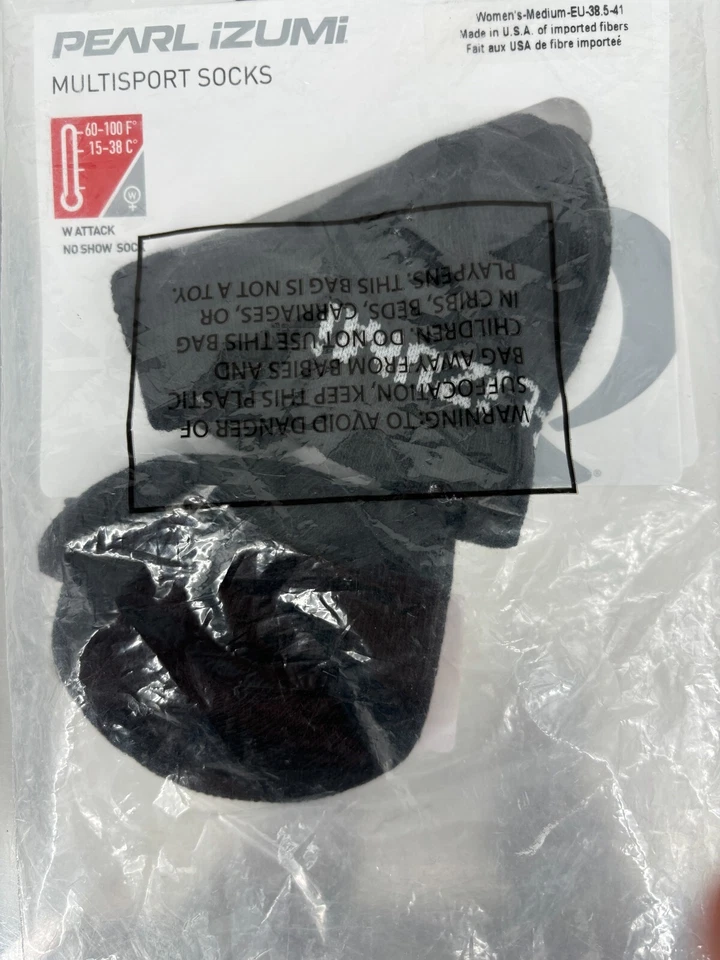 PEARL iZUMi
MULTISPORT SOCKS
Women's-Medium-EU-38.5-41
Made in U.S.A. of imported fibers
Fait aux USA de fibre importeé
60-100 F°
15-38 C°
W
W ATTACK
NO SHOW SOC
WARNING: TO AVOID DANGER OF
SUFFOCATION, KEEP THIS PLASTIC
BAG AWAY FROM BABIES AND
CHILDREN. DO NOT USE THIS BAG
IN CRIBS, BEDS, CARRIAGES, OR
PLAYPENS. THIS BAG IS NOT A TOY.